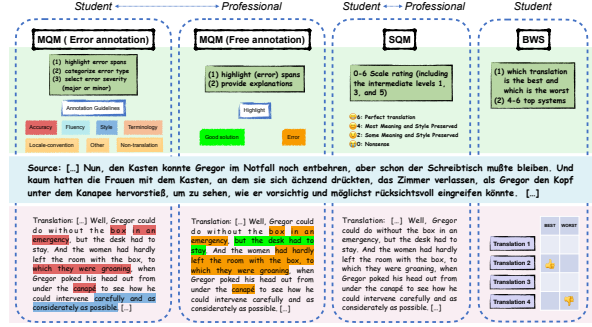 Student
Professional
Student
Professional
Student
MQM ( Error annotation)
MQM (Free annotation)
SQM
BWS
(1) highlight error spans
(2) categorize error type
(3) select error severity
(major or minor)
Annotation Guidelines
Accuracy
Fluency
Style
Terminology
Locale-convention
Other
Non-translation
(1) highlight (error) spans
(2) provide explanations
Highlight
Good solution
Error
0-6 Scale rating (including
the intermediate levels 1,
3, and 5)
6: Perfect translation
4: Most Meaning and Style Preserved
2: Some Meaning and Style Preserved
0: Nonsense
(1) which translation
is the best and
which is the worst
(2) 4-6 top systems
Source: [...] Nun, den Kasten konnte Gregor im Notfall noch entbehren, aber schon der Schreibtisch mußte bleiben. Und
kaum hatten die Frauen mit dem Kasten, an dem sie sich ächzend drückten, das Zimmer verlassen, als Gregor den Kopf
unter dem Kanapee hervorstieß, um zu sehen, wie er vorsichtig und möglichst rücksichtsvoll eingreifen könnte. [...]
Translation: [...] Well, Gregor could
do without the box in an
emergency, but the desk had to
stay. And the women had hardly
left the room with the box, to
which they were groaning, when
Gregor poked his head out from
under the canapé to see how he
could intervene carefully and as
considerately as possible. [...]
Translation: [...] Well, Gregor could
do without the box in an
emergency, but the desk had to
stay. And the women had hardly
left the room with the box, to
which they were groaning, when
Gregor poked his head out from
under the canapé to see how he
could intervene carefully and as
considerately as possible. [...]
Translation: [...] Well, Gregor could
do without the box in an
emergency, but the desk had to
stay. And the women had hardly
left the room with the box, to
which they were groaning, when
Gregor poked his head out from
under the canapé to see how he
could intervene carefully and as
considerately as possible. [...]
BEST
WORST
Translation 1
Translation 2
Translation 3
Translation 4